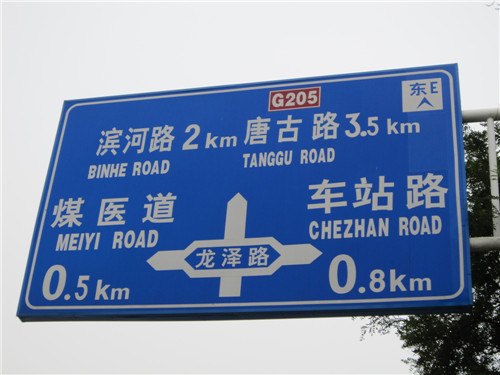 G205
东E
滨河路 2 km 唐古路 3.5 km
BINHE ROAD TANGGU ROAD
煤医道 车站路
MEIYI ROAD CHEZHAN ROAD
龙泽路
0.5 km 0.8 km